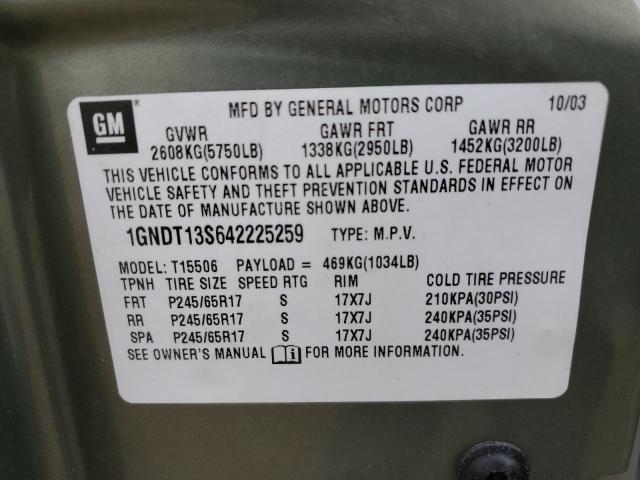 GM ® MFD BY GENERAL MOTORS CORP 10/03
GVWR GAWR FRT GAWR RR
2608KG(5750LB) 1338KG(2950LB) 1452KG(3200LB)
THIS VEHICLE CONFORMS TO ALL APPLICABLE U.S. FEDERAL MOTOR
VEHICLE SAFETY AND THEFT PREVENTION STANDARDS IN EFFECT ON
THE DATE OF MANUFACTURE SHOWN ABOVE.
1GNDT13S642225259 TYPE: M.P.V.
MODEL: T15506 PAYLOAD = 469KG(1034LB)
TPNH TIRE SIZE SPEED RTG RIM COLD TIRE PRESSURE
FRT P245/65R17 S 17X7J 210KPA(30PSI)
RR P245/65R17 S 17X7J 240KPA(35PSI)
SPA P245/65R17 S 17X7J 240KPA(35PSI)
SEE OWNER'S MANUAL FOR MORE INFORMATION.